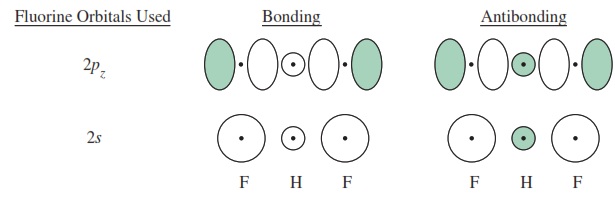 Fluorine Orbitals Used Bonding Antibonding
2p_z
2s
F H F F H F